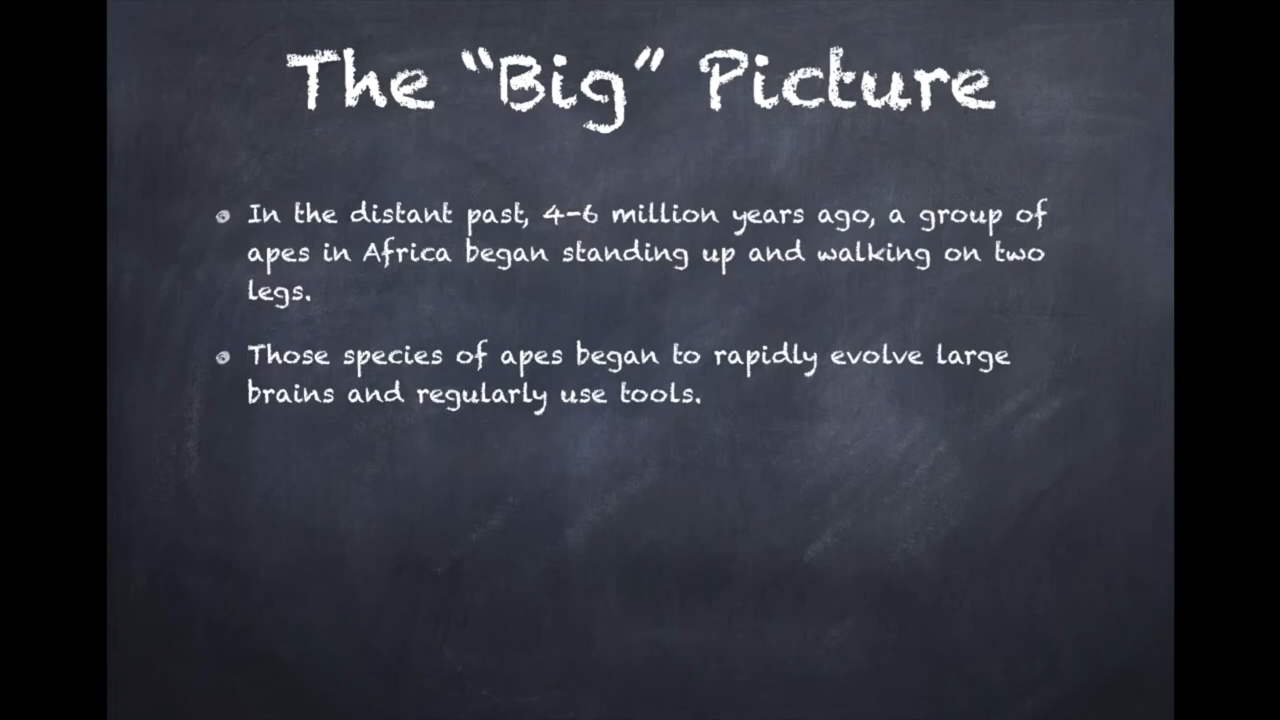 The “Big” Picture
In the distant past, 4-6 million years ago, a group of
apes in Africa began standing up and walking on two
legs.
Those species of apes began to rapidly evolve large
brains and regularly use tools.